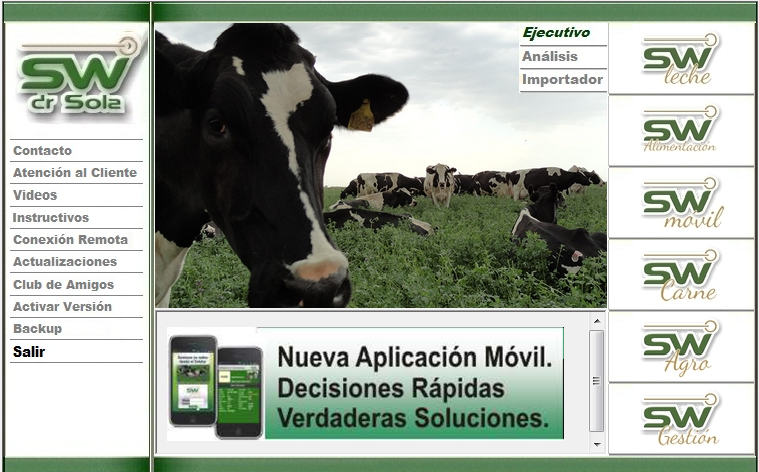 SW
dr Sola
Contacto
Atención al Cliente
Videos
Instructivos
Conexión Remota
Actualizaciones
Club de Amigos
Activar Versión
Backup
Salir
Ejecutivo
Análisis
Importador
Nueva Aplicación Móvil.
Decisiones Rápidas
Verdaderas Soluciones.
SW
leche
SW
Alimentación
SW
móvil
SW
Carne
SW
Agro
SW
Gestión